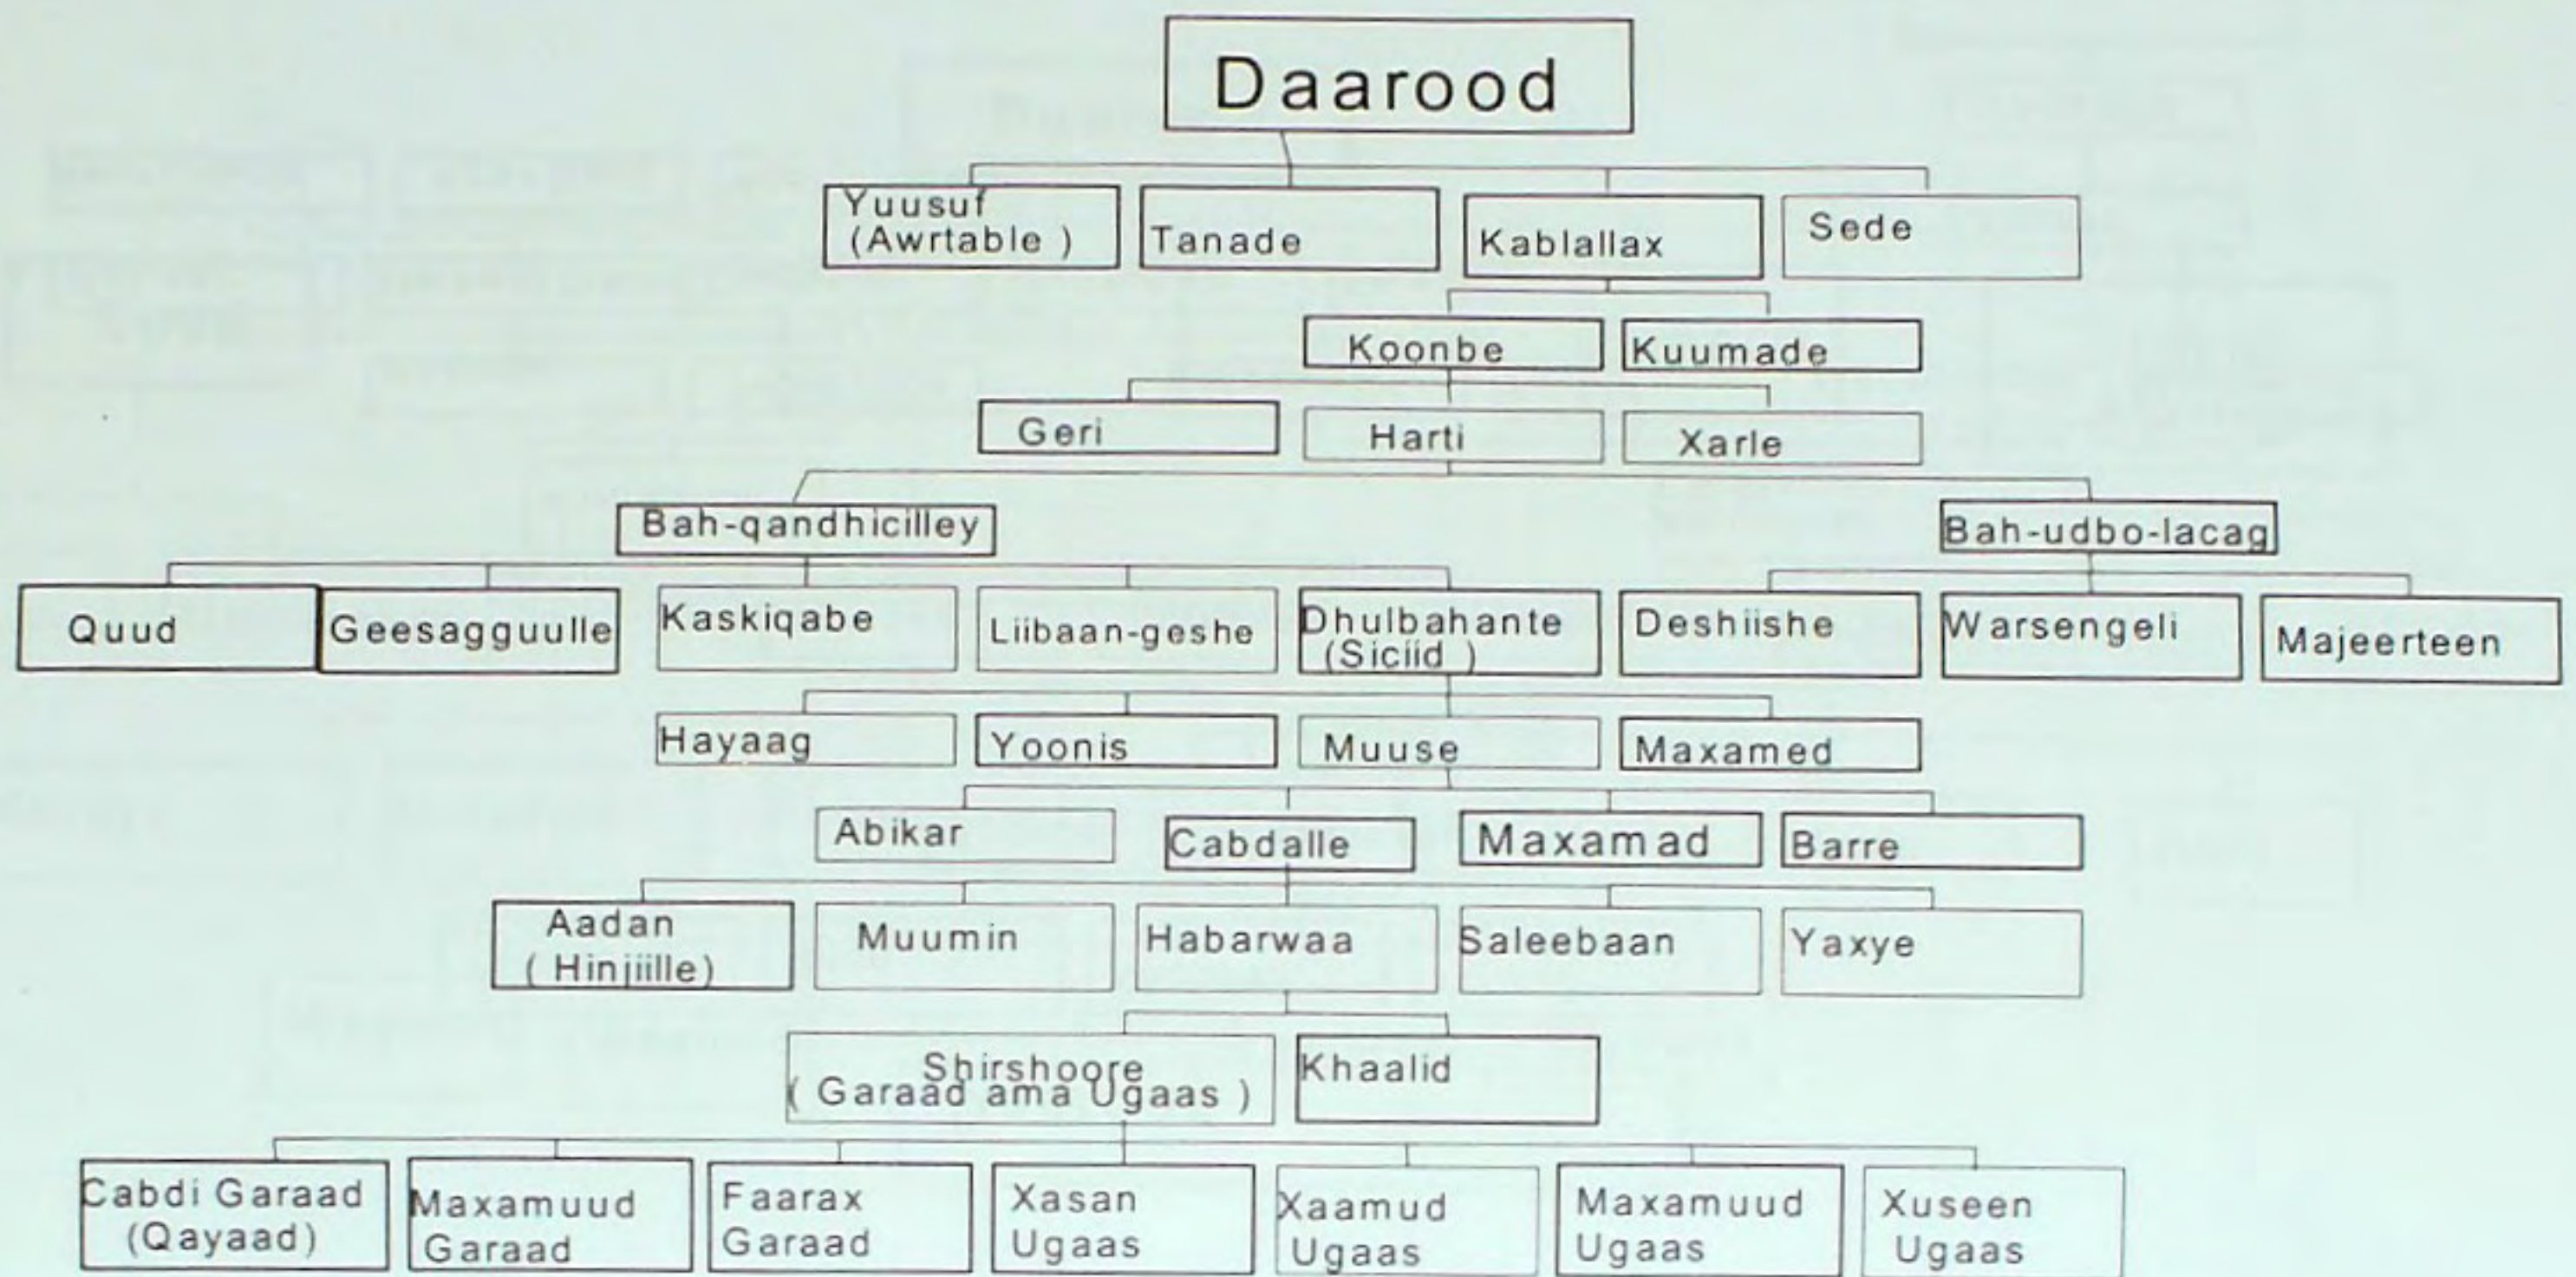 Daarood
Yuusuf
(Awrtable )
Tanade
Kablallax
Sede
Koonbe
Kuumade
Geri
Harti
Xarle
Bah-qandhicilley
Bah-udbo-lacag
Quud
Geesagguulle
Kaskiqabe
Liibaan-geshe
Dhulbahante
(Siciid )
Deshiishe
Warsengeli
Majeerteen
Hayaag
Yoonis
Muuse
Maxamed
Abikar
Cabdalle
Maxamad
Barre
Aadan
( Hinjiille)
Muumin
Habarwaa
Saleebaan
Yaxye
Shirshoore
( Garaad ama Ugaas )
Khaalid
Cabdi Garaad
(Qayaad)
Maxamuud
Garaad
Faarax
Garaad
Xasan
Ugaas
Xaamud
Ugaas
Maxamuud
Ugaas
Xuseen
Ugaas